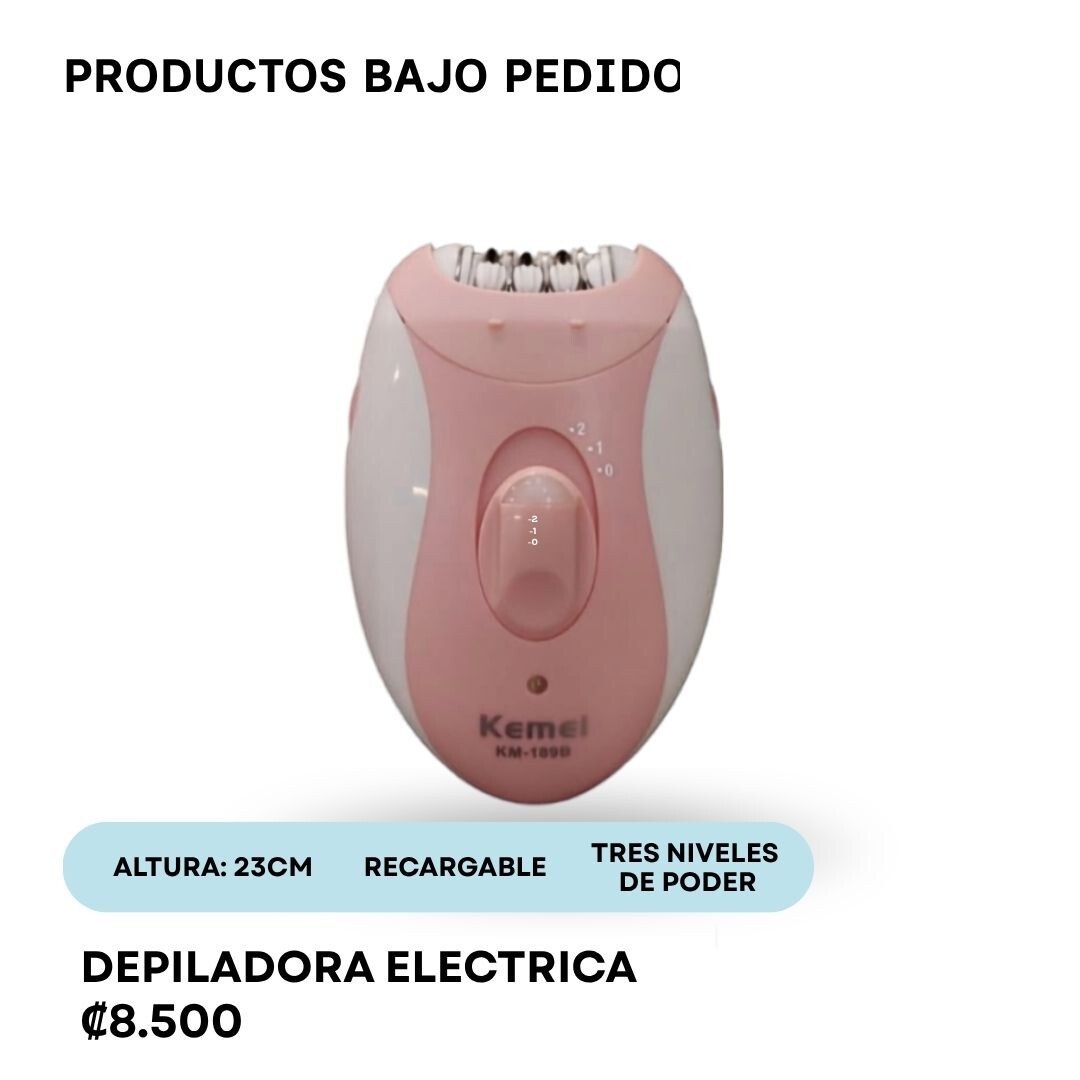 PRODUCTOS BAJO PEDIDO
•2
•1
•0
-2
-1
-0
Kemei
KM-189B
ALTURA: 23CM
RECARGABLE
TRES NIVELES
DE PODER
DEPILADORA ELECTRICA
₡8.500